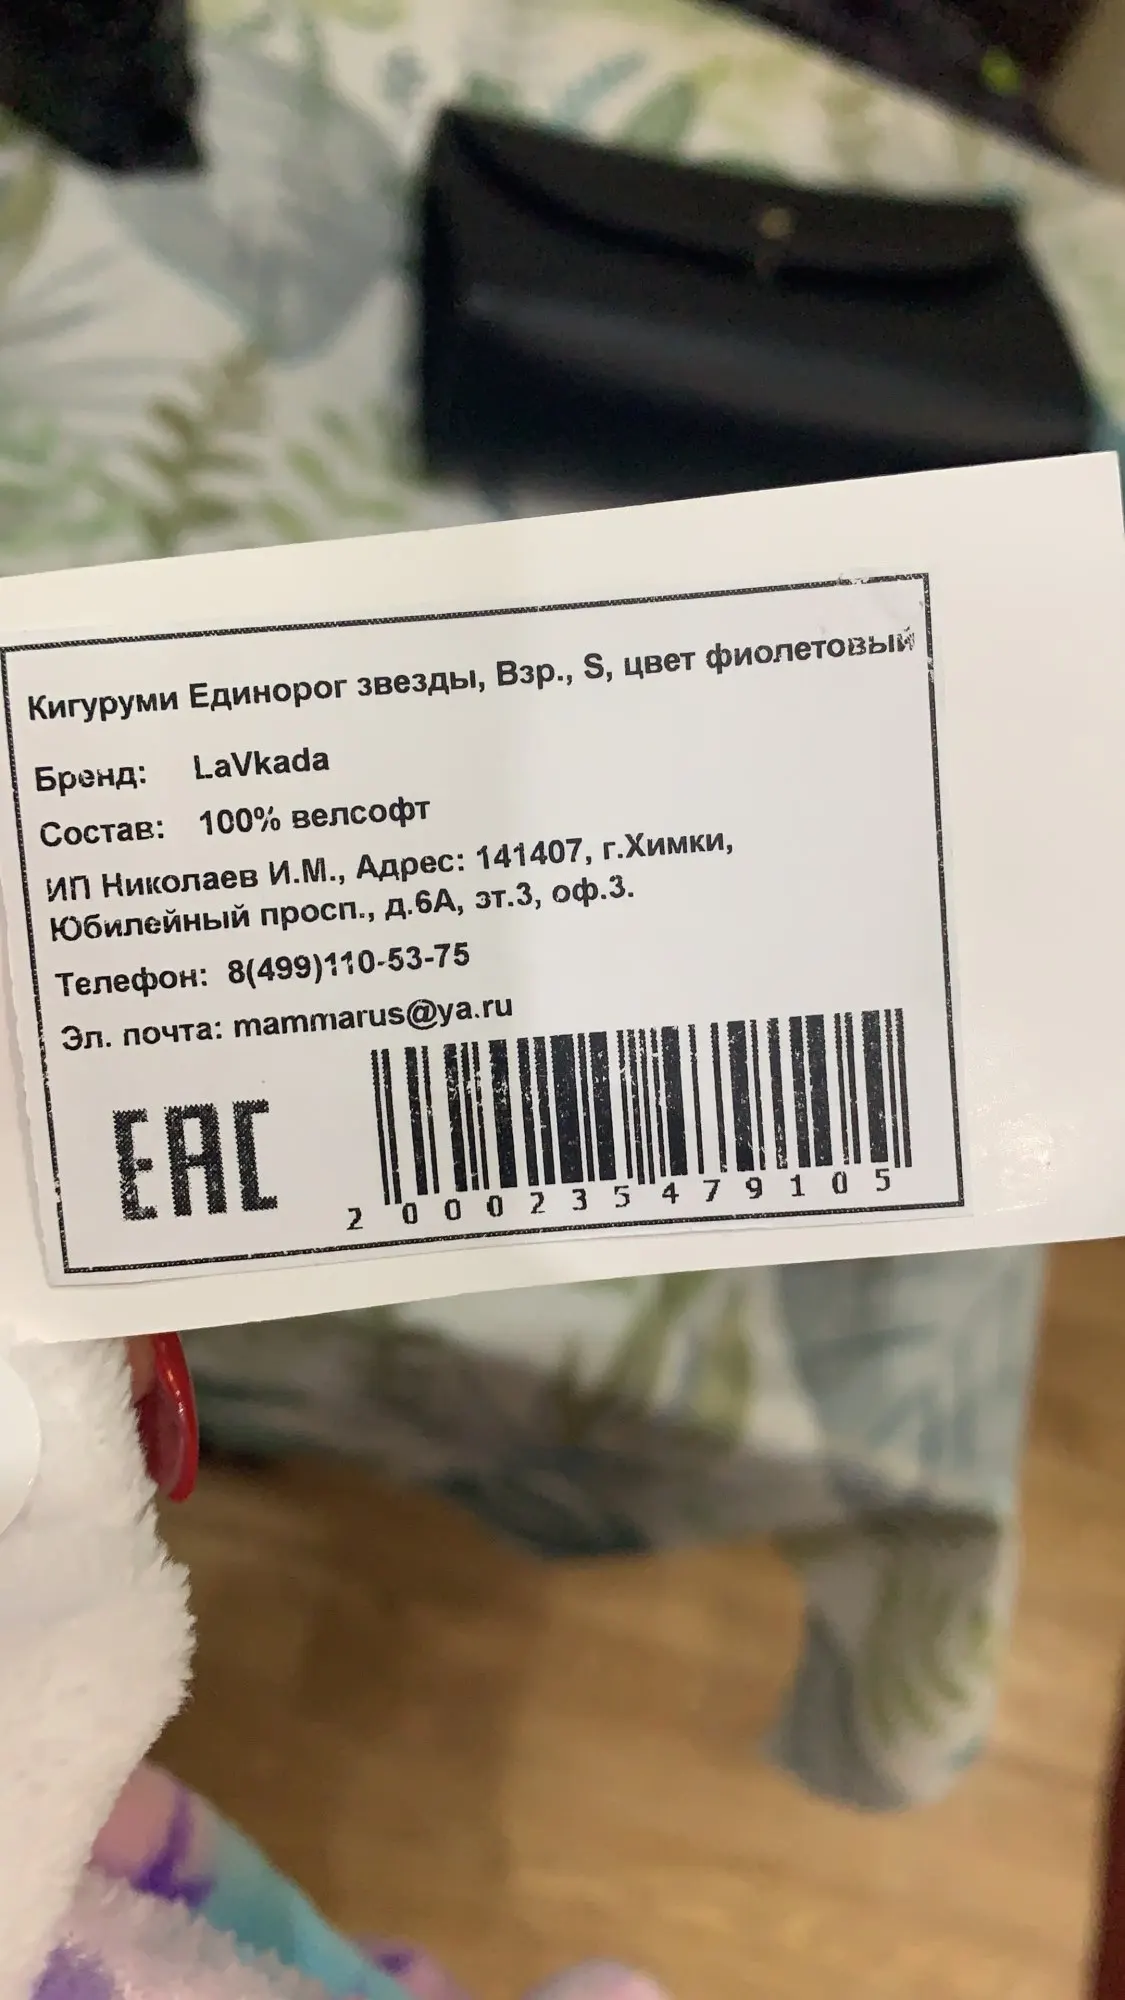 Кигуруми Единорог звезды, Взр., S, цвет фиолетовый
Бренд: LaVkada
Состав: 100% велсофт
ИП Николаев И.М., Адрес: 141407, г.Химки,
Юбилейный просп., д.6А, эт.3, оф.3.
Телефон: 8(499)110-53-75
Эл. почта: mammarus@ya.ru
EAC
2000235479105